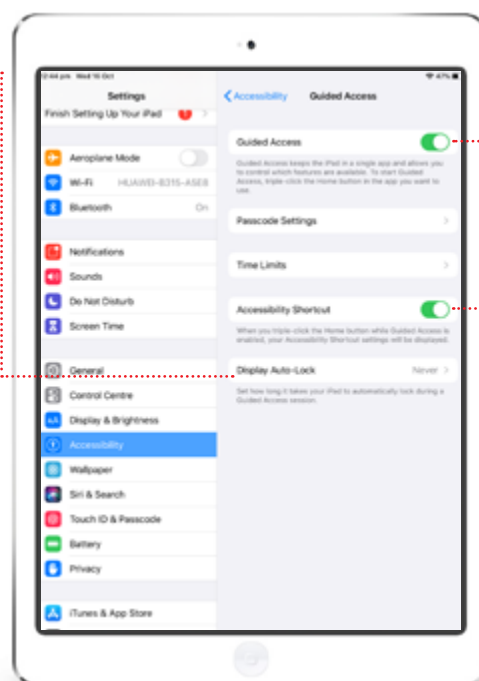 2:44 pm Wed 16 Oct
47%
Settings
Finish Setting Up Your iPad 1
Aeroplane Mode
Wi-Fi HUAWEI-B315-A5EB
Bluetooth On
Notifications
Sounds
Do Not Disturb
Screen Time
General
Control Centre
Display & Brightness
Accessibility
Wallpaper
Siri & Search
Touch ID & Passcode
Battery
Privacy
iTunes & App Store
Accessibility Guided Access
Guided Access
Guided Access keeps the iPad in a single app and allows you
to control which features are available. To start Guided
Access, triple-click the Home button in the app you want to
use.
Passcode Settings
Time Limits
Accessibility Shortcut
When you triple-click the Home button while Guided Access is
enabled, your Accessibility Shortcut settings will be displayed.
Display Auto-Lock Never
Set how long it takes your iPad to automatically lock during a
Guided Access session.